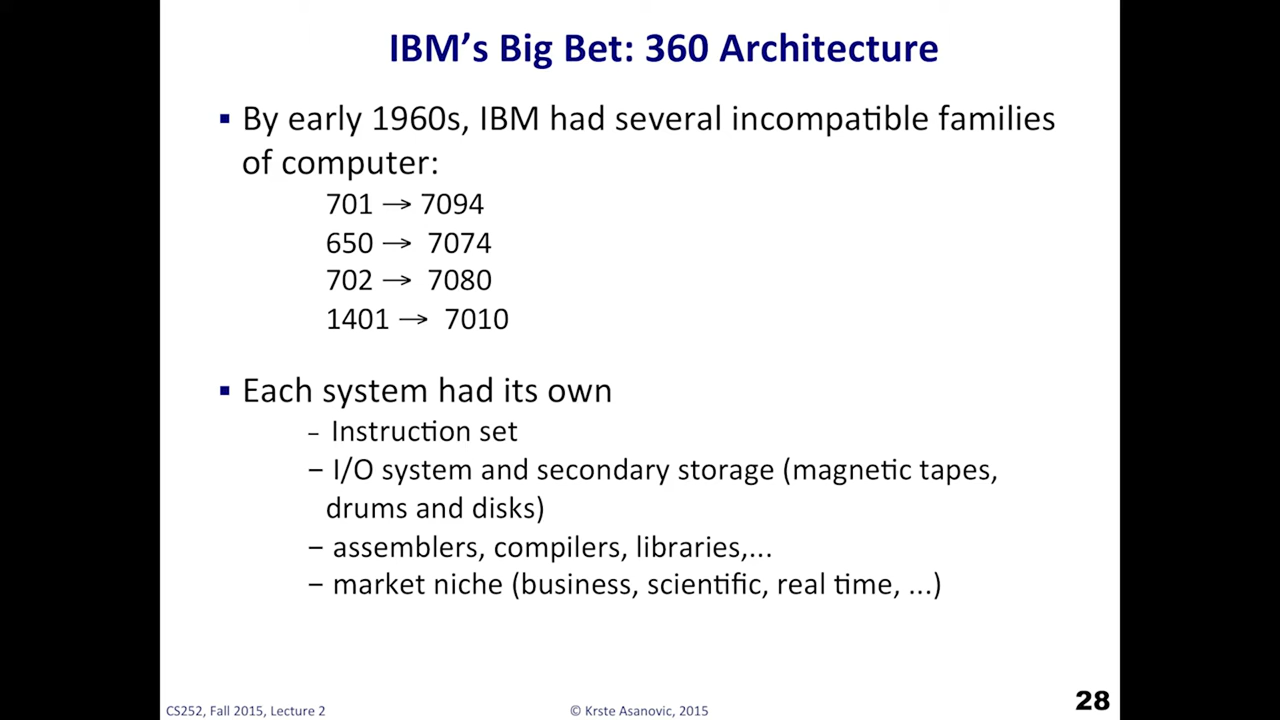 IBM’s Big Bet: 360 Architecture
▪ By early 1960s, IBM had several incompatible families
of computer:
701 → 7094
650 → 7074
702 → 7080
1401 → 7010
▪ Each system had its own
– Instruction set
– I/O system and secondary storage (magnetic tapes,
drums and disks)
– assemblers, compilers, libraries,...
– market niche (business, scientific, real time, ...)
CS252, Fall 2015, Lecture 2
© Krste Asanovic, 2015
28